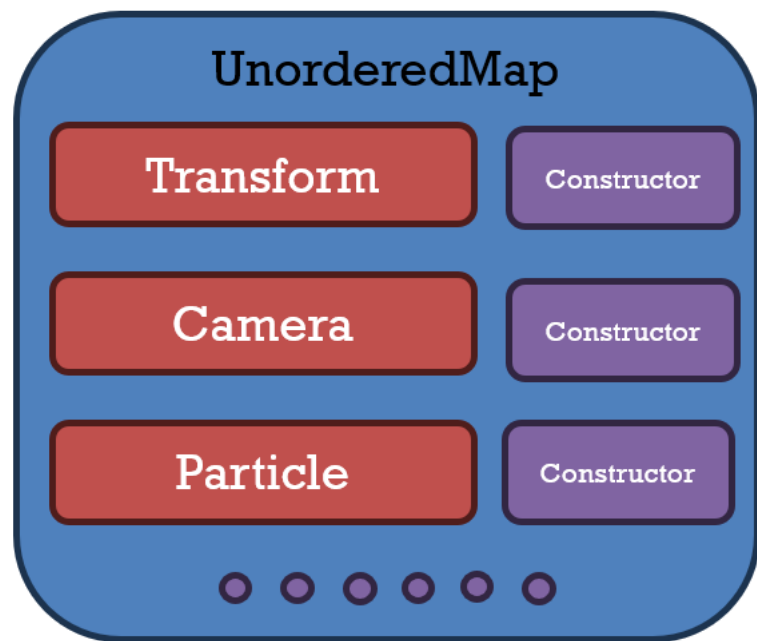 UnorderedMap
Transform
Constructor
Camera
Constructor
Particle
Constructor